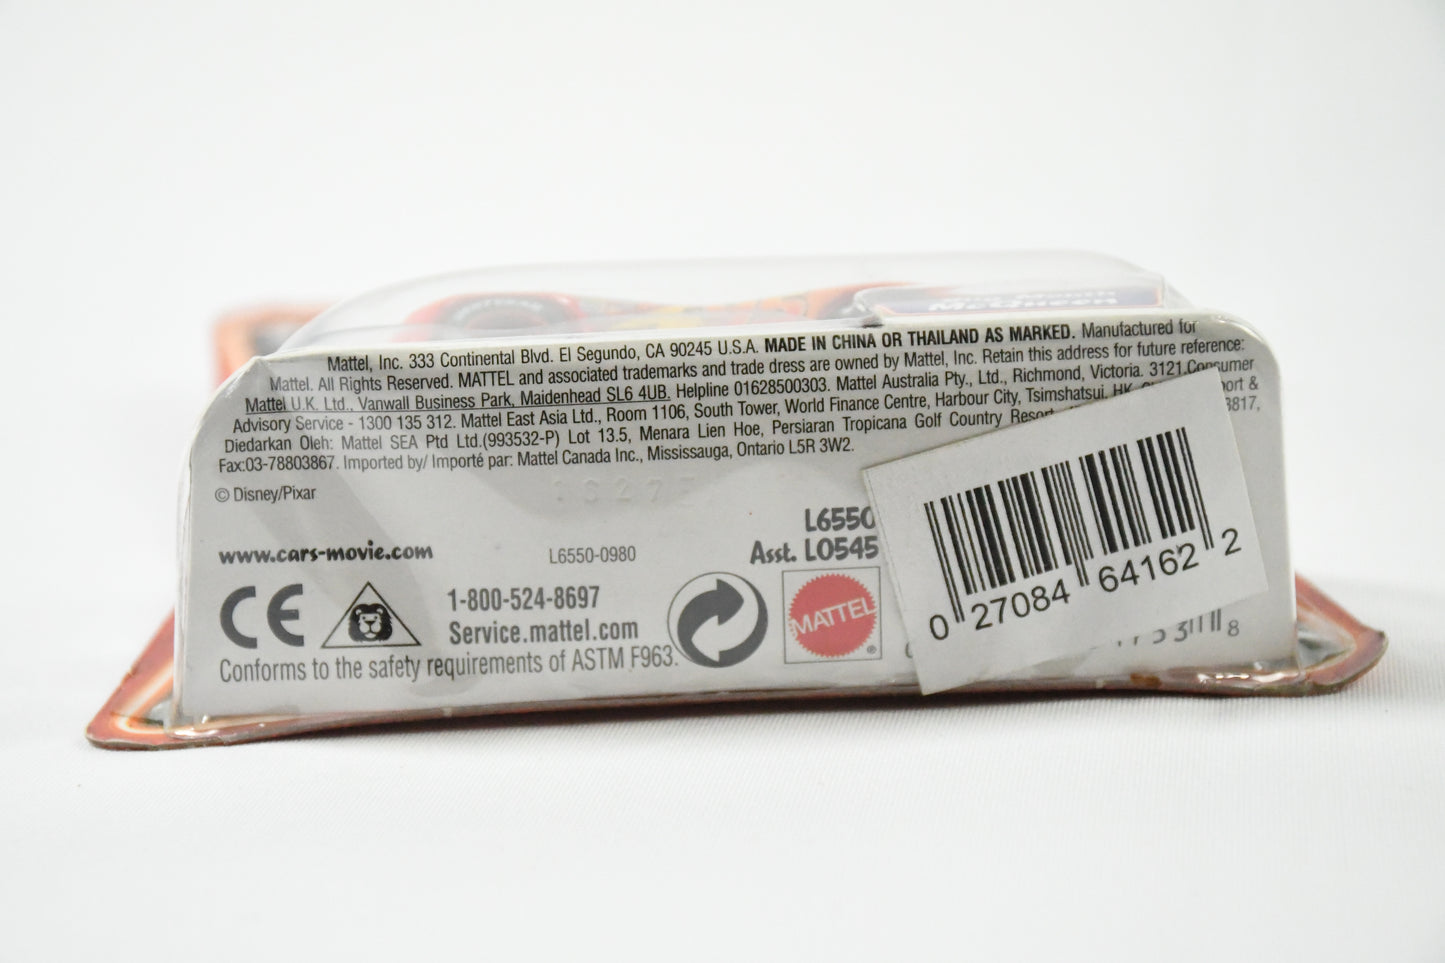 McQueen
Mattel, Inc. 333 Continental Blvd. El Segundo, CA 90245 U.S.A. MADE IN CHINA OR THAILAND AS MARKED. Manufactured for
Mattel. All Rights Reserved. MATTEL and associated trademarks and trade dress are owned by Mattel, Inc. Retain this address for future reference:
Mattel U.K. Ltd., Vanwall Business Park, Maidenhead SL6 4UB. Helpline 01628500303. Mattel Australia Pty., Ltd., Richmond, Victoria. 3121.Consumer
Advisory Service - 1300 135 312. Mattel East Asia Ltd., Room 1106, South Tower, World Finance Centre, Harbour City, Tsimshatsui, HK, &
Diedarkan Oleh: Mattel SEA Ptd Ltd.(993532-P) Lot 13.5, Menara Lien Hoe, Persiaran Tropicana Golf Country
Fax:03-78803867. Imported by/ Importé par: Mattel Canada Inc., Mississauga, Ontario L5R 3W2.
© Disney/Pixar
L6550
www.cars-movie.com
L6550-0980
Asst. L0545
CE
1-800-524-8697
Service.mattel.com
MATTEL
®
Conforms to the safety requirements of ASTM F963.
0 27084 64162 2
8